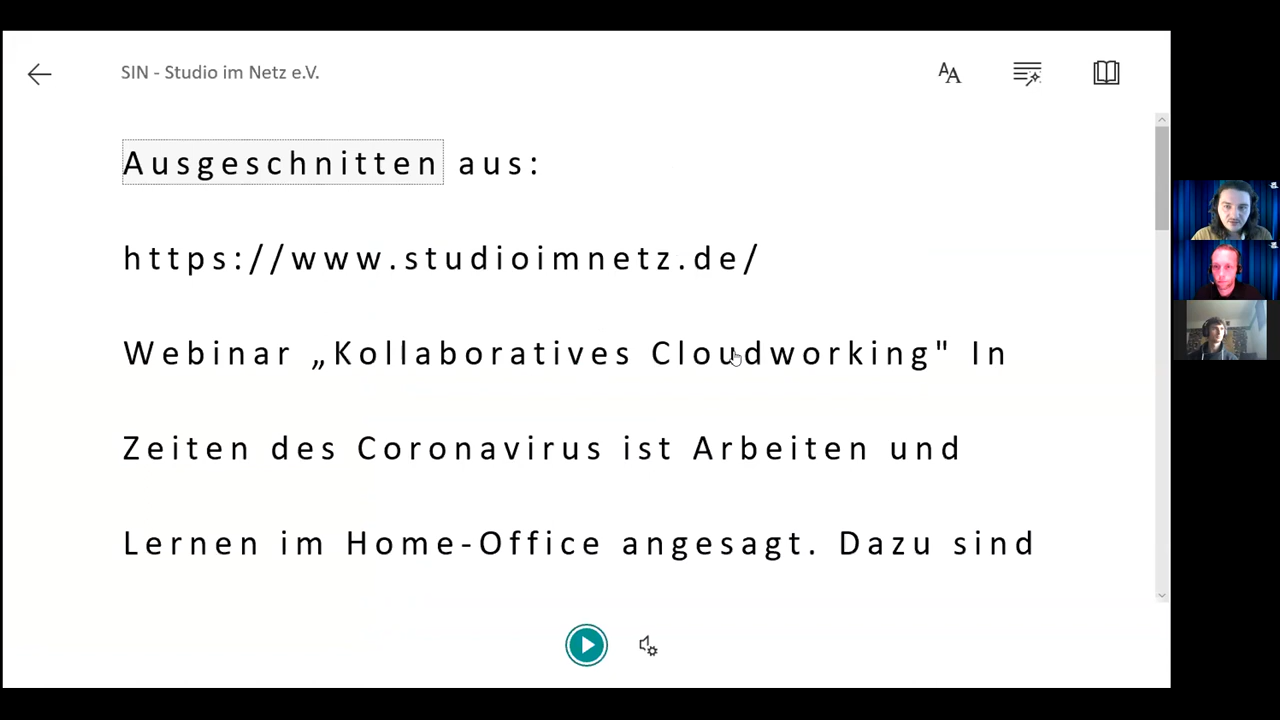 SIN - Studio im Netz e.V.
Ausgeschnitten aus:
https://www.studioimnetz.de/
Webinar „Kollaboratives Cloudworking" In
Zeiten des Coronavirus ist Arbeiten und
Lernen im Home-Office angesagt. Dazu sind